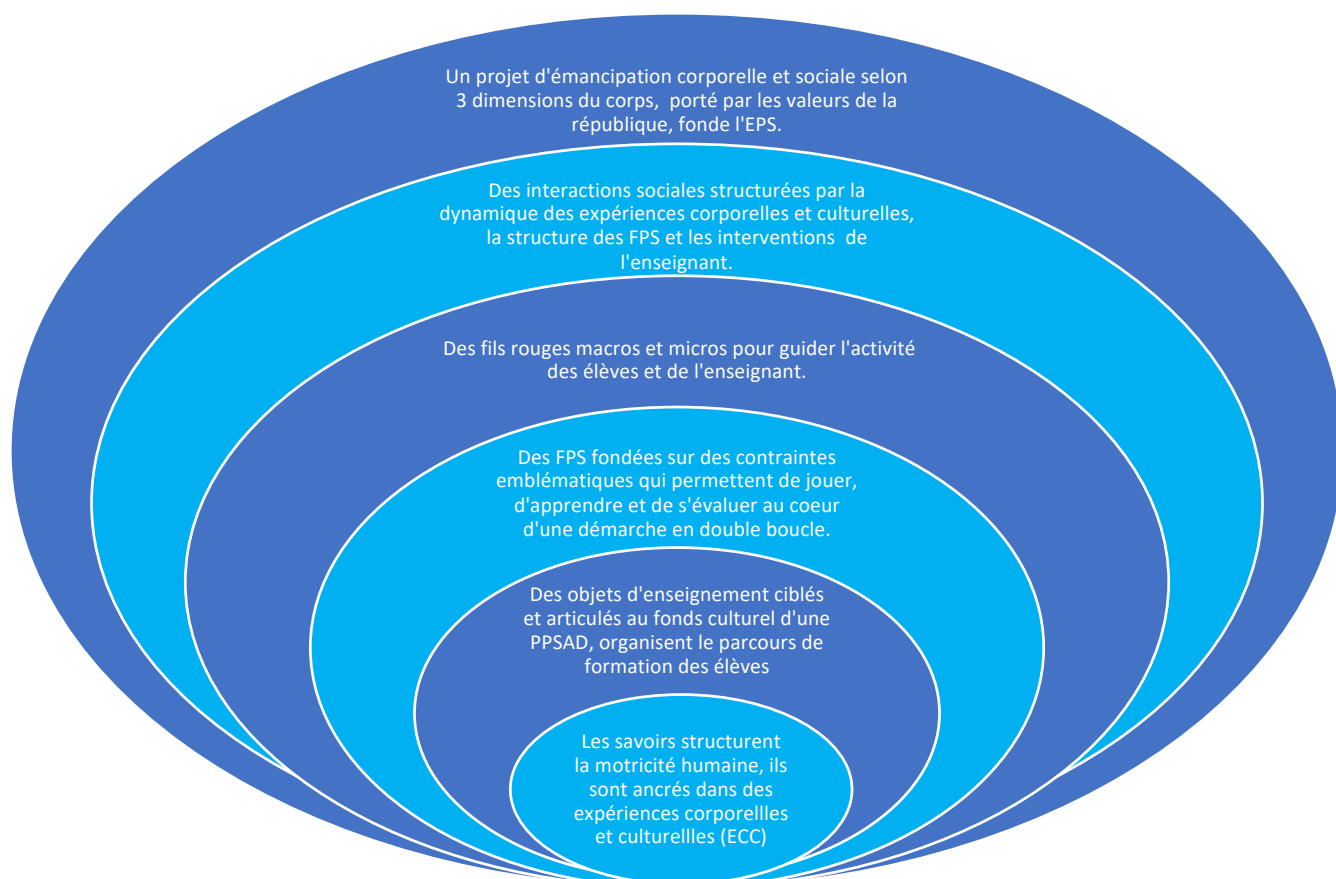 Un projet d'émancipation corporelle et sociale selon
3 dimensions du corps, porté par les valeurs de la
république, fonde l'EPS.
Des interactions sociales structurées par la
dynamique des expériences corporelles et culturelles,
la structure des FPS et les interventions de
l'enseignant.
Des fils rouges macros et micros pour guider l'activité
des élèves et de l'enseignant.
Des FPS fondées sur des contraintes
emblématiques qui permettent de jouer,
d'apprendre et de s'évaluer au coeur
d'une démarche en double boucle.
Des objets d'enseignement ciblés
et articulés au fonds culturel d'une
PPSAD, organisent le parcours de
formation des élèves
Les savoirs structurent
la motricité humaine, ils
sont ancrés dans des
expériences corporellles
et culturellles (ECC)